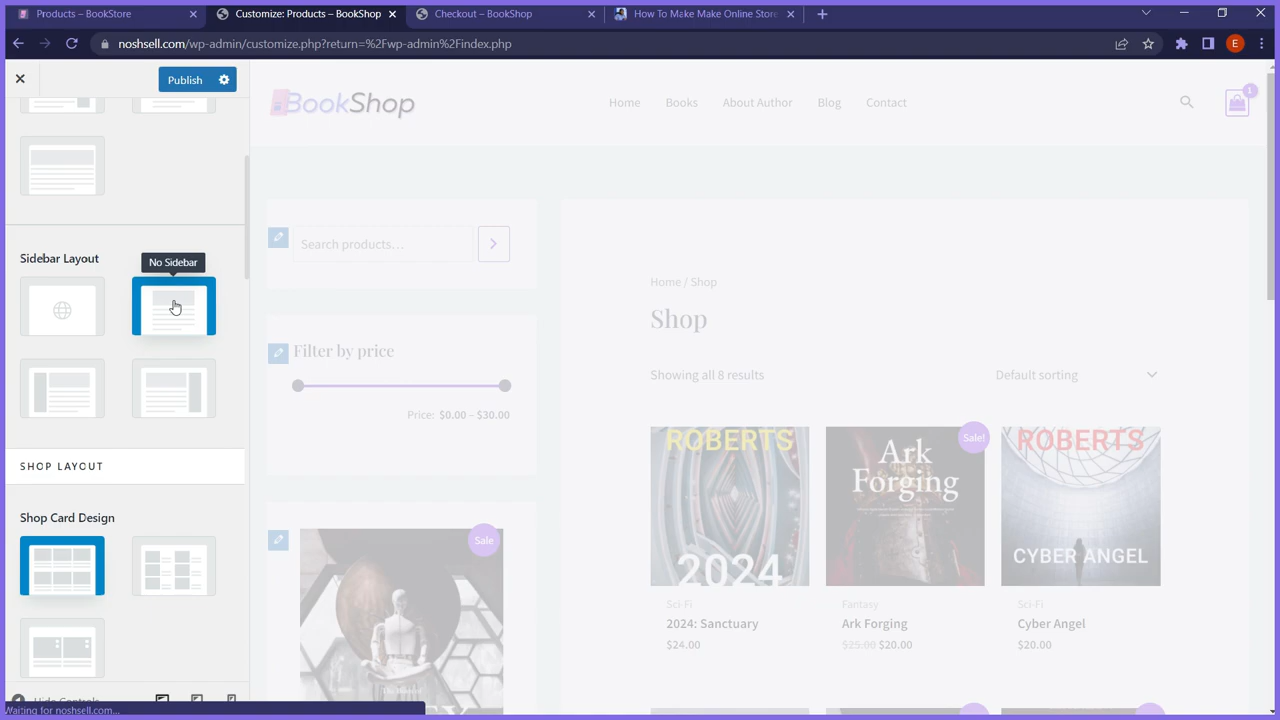 Products – BookStore
Customize: Products – BookShop
Checkout – BookShop
How To Make Make Online Store
noshsell.com/wp-admin/customize.php?return=%2Fwp-admin%2Findex.php
E
Publish
BookShop
Home
Books
About Author
Blog
Contact
1
Sidebar Layout
No Sidebar
SHOP LAYOUT
Shop Card Design
Hide Controls
Waiting for noshsell.com...
Search products…
Filter by price
Price: $0.00 – $30.00
Sale
Home / Shop
Shop
Showing all 8 results
Default sorting
ROBERTS
2024
Sci-Fi
2024: Sanctuary
$24.00
Sale!
Ark
Forging
Fantasy
Ark Forging
$25.00 $20.00
ROBERTS
CYBER ANGEL
Sci-Fi
Cyber Angel
$20.00